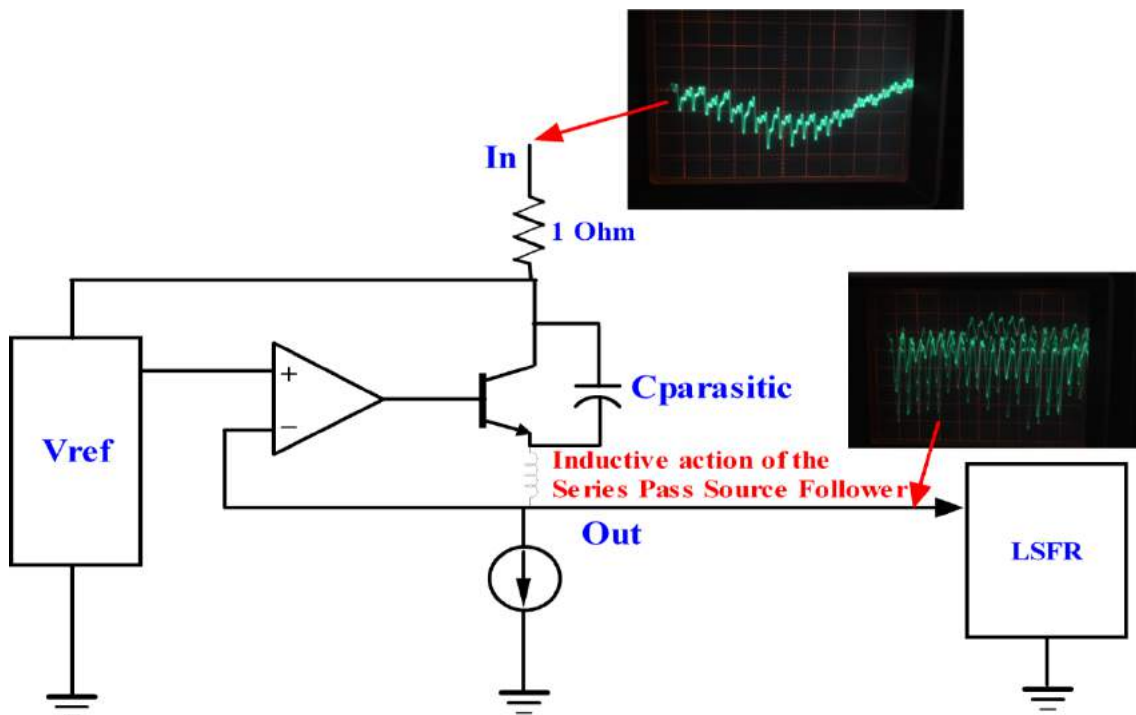 In
1 Ohm
+
−
Cparasitic
Vref
Inductive action of the
Series Pass Source Follower
Out
LSFR